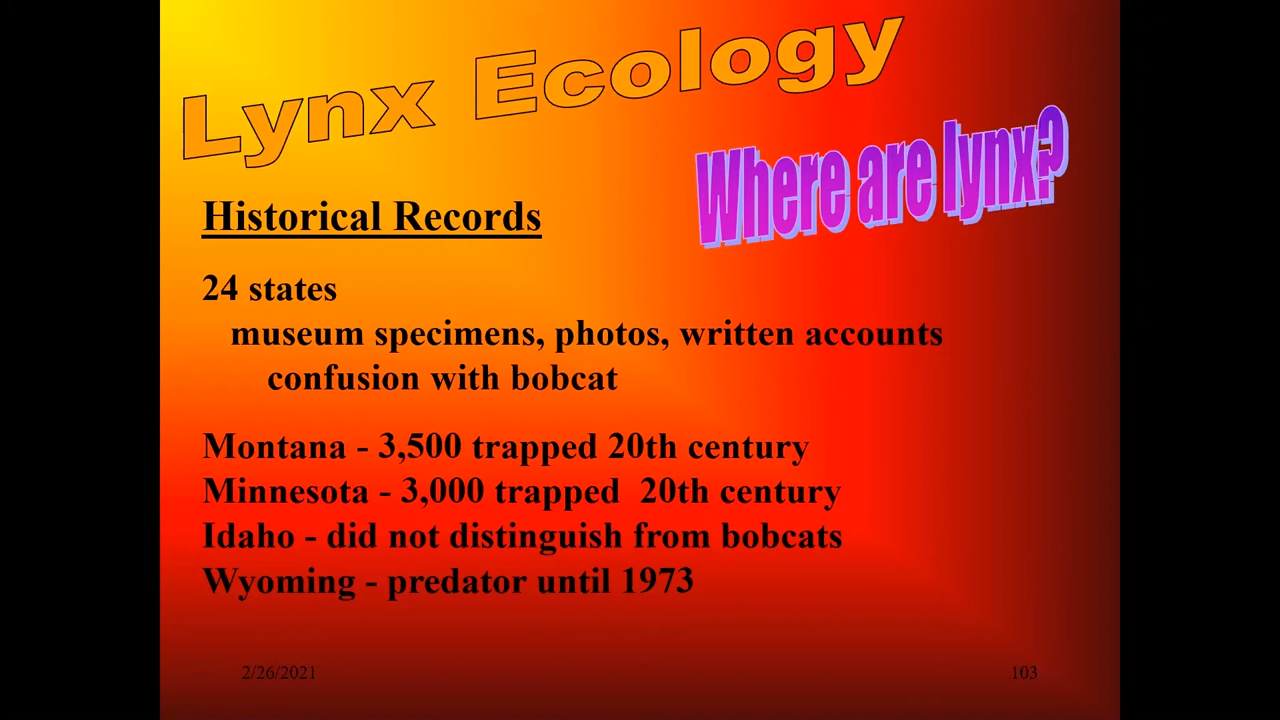 Lynx Ecology
Where are lynx?
Historical Records
24 states
museum specimens, photos, written accounts
confusion with bobcat
Montana - 3,500 trapped 20th century
Minnesota - 3,000 trapped  20th century
Idaho - did not distinguish from bobcats
Wyoming - predator until 1973
2/26/2021
103